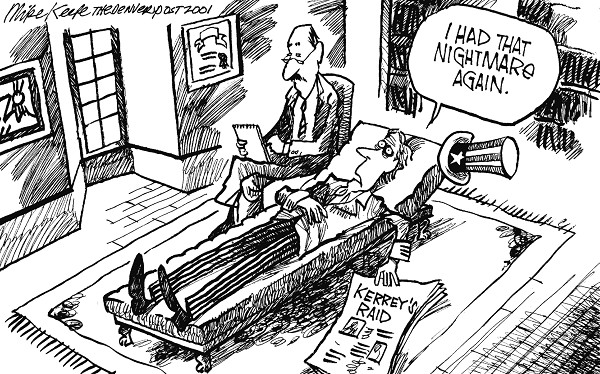 Mike Keefe THE DENVER POST 2001
I HAD THAT
NIGHTMARE
AGAIN.
KERREY'S
RAID